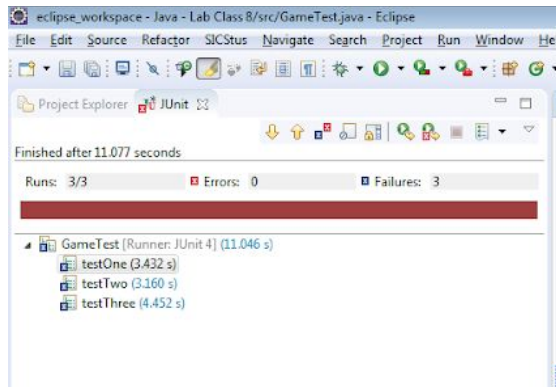 eclipse_workspace - Java - Lab Class 8/src/GameTest.java - Eclipse
File Edit Source Refactor SICStus Navigate Search Project Run Window He
Project Explorer JUnit
Finished after 11.077 seconds
Runs: 3/3 Errors: 0 Failures: 3
GameTest [Runner: JUnit 4] (11.046 s)
testOne (3.432 s)
testTwo (3.160 s)
testThree (4.452 s)